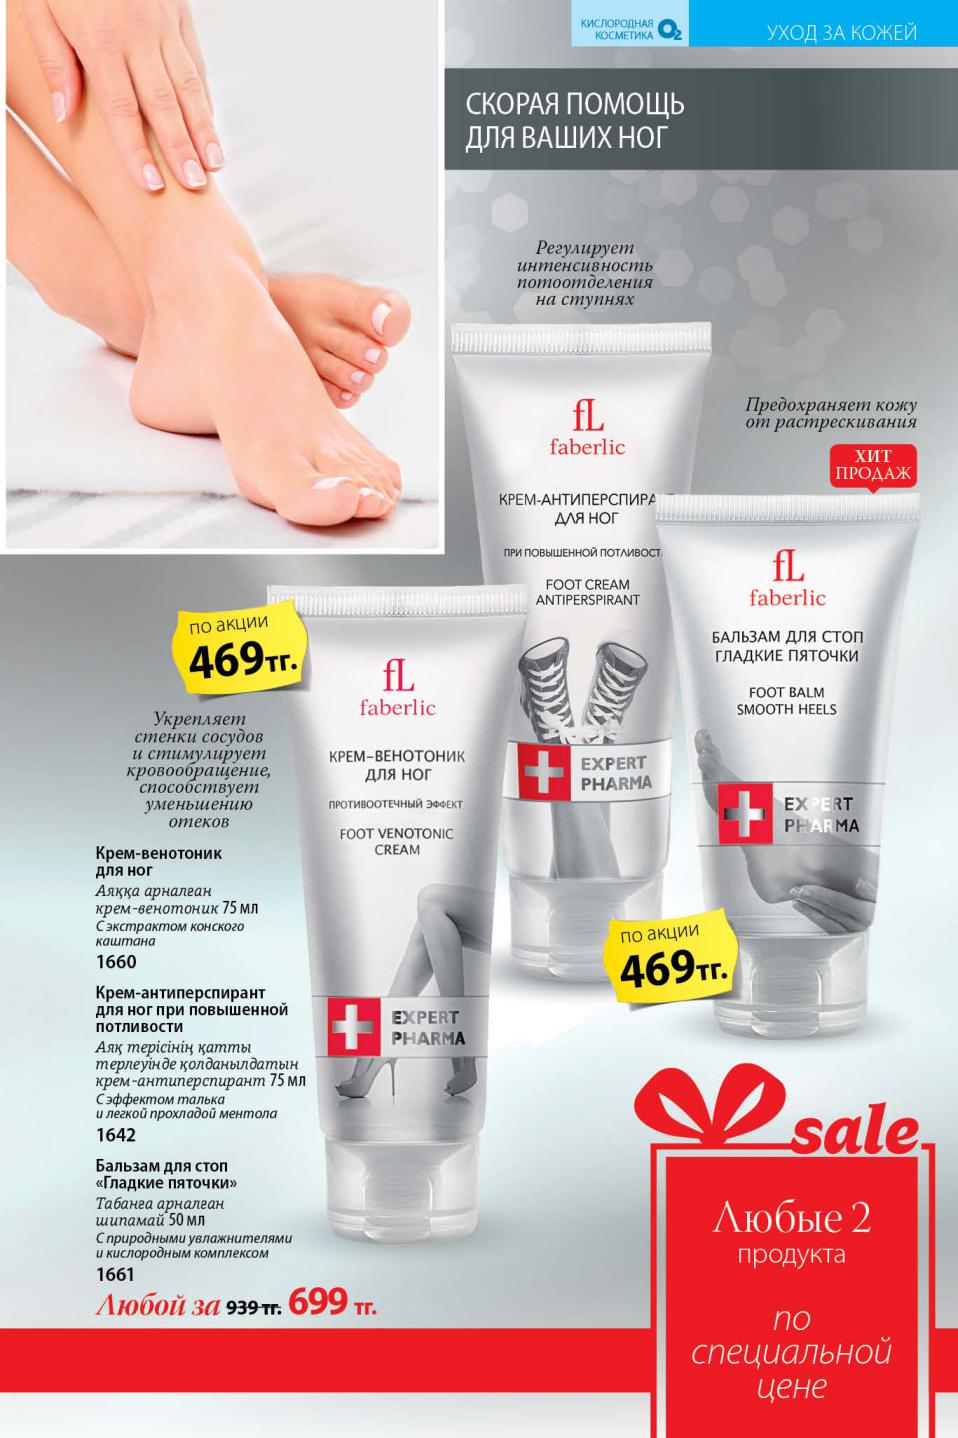 КИСЛОРОДНАЯ
КОСМЕТИКА O2
УХОД ЗА КОЖЕЙ
СКОРАЯ ПОМОЩЬ
ДЛЯ ВАШИХ НОГ
Регулирует
интенсивность
потоотделения
на ступнях
fL
faberlic
КРЕМ-АНТИПЕРСПИРАНТ
ДЛЯ НОГ
ПРИ ПОВЫШЕННОЙ ПОТЛИВОСТИ
FOOT CREAM
ANTIPERSPIRANT
EXPERT
PHARMA
Предохраняет кожу
от растрескивания
ХИТ
ПРОДАЖ
fL
faberlic
БАЛЬЗАМ ДЛЯ СТОП
ГЛАДКИЕ ПЯТОЧКИ
FOOT BALM
SMOOTH HEELS
EXPERT
PHARMA
по акции
469тг.
fL
faberlic
КРЕМ–ВЕНОТОНИК
ДЛЯ НОГ
ПРОТИВООТЕЧНЫЙ ЭФФЕКТ
FOOT VENOTONIC
CREAM
EXPERT
PHARMA
по акции
469тг.
Укрепляет
стенки сосудов
и стимулирует
кровообращение,
способствует
уменьшению
отеков
Крем-венотоник
для ног
Аяққа арналған
крем-венотоник 75 мл
С экстрактом конского
каштана
1660
Крем-антиперспирант
для ног при повышенной
потливости
Аяқ терісінің қатты
терлеуінде қолданылдатын
крем-антиперспирант 75 мл
С эффектом талька
и легкой прохладой ментола
1642
Бальзам для стоп
«Гладкие пяточки»
Табанға арналған
шипамай 50 мл
С природными увлажнителями
и кислородным комплексом
1661
Любой за 939 тг. 699 тг.
sale
Любые 2
продукта
по
специальной
цене